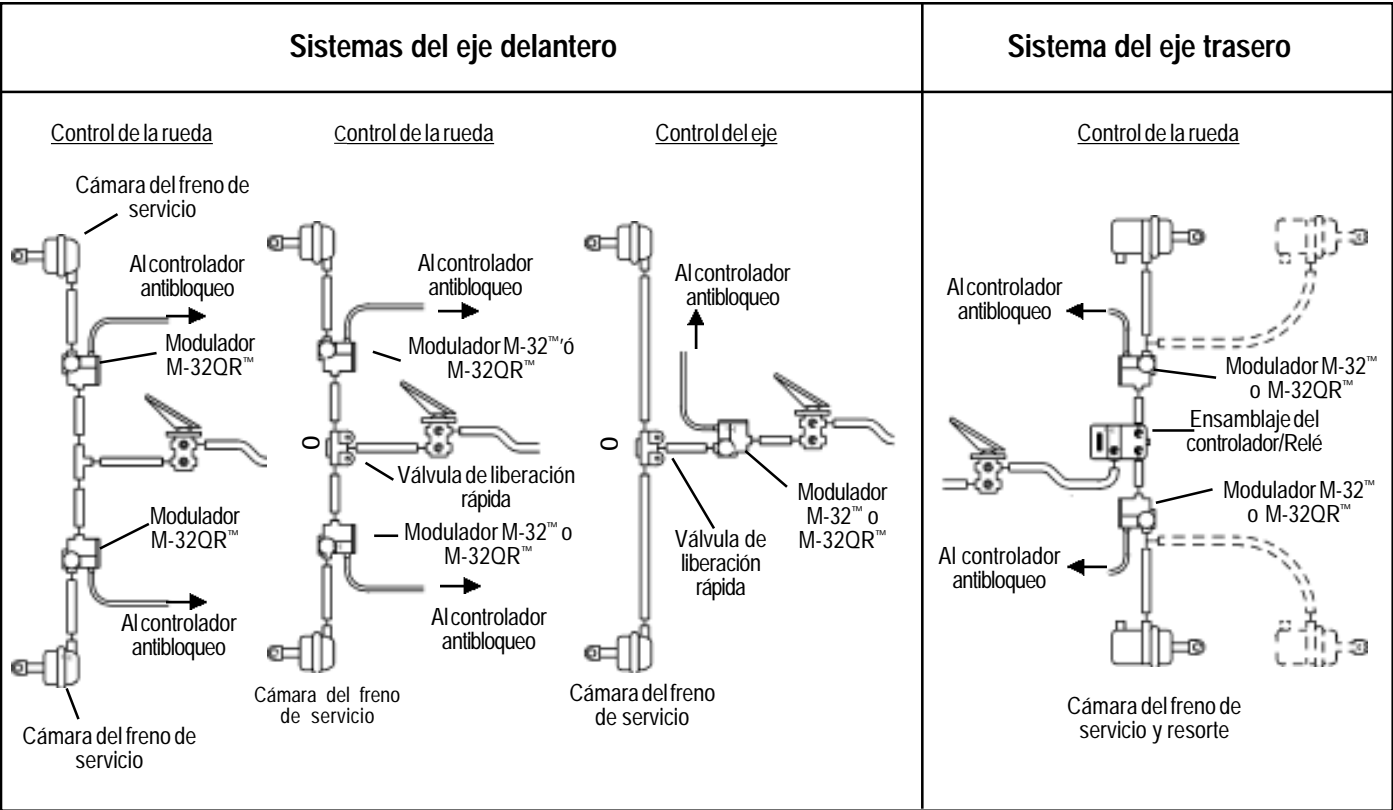 Sistemas del eje delantero
Sistema del eje trasero
Control de la rueda
Cámara del freno de
servicio
Al controlador
antibloqueo
Modulador
M-32QR™
Modulador
M-32QR™
Al controlador
antibloqueo
Cámara del freno de
servicio
Control de la rueda
Al controlador
antibloqueo
Modulador M-32™ʼó
M-32QR™
O
Válvula de liberación
rápida
Modulador M-32™ o
M-32QR™
Al controlador
antibloqueo
Cámara del freno
de servicio
Control del eje
Al controlador
antibloqueo
O
Modulador
M-32™ o
M-32QR™
Válvula de
liberación
rápida
Cámara del freno
de servicio
Control de la rueda
Al controlador
antibloqueo
Modulador M-32™
o M-32QR™
Ensamblaje del
controlador/Relé
Modulador M-32™
o M-32QR™
Al controlador
antibloqueo
Cámara del freno de
servicio y resorte